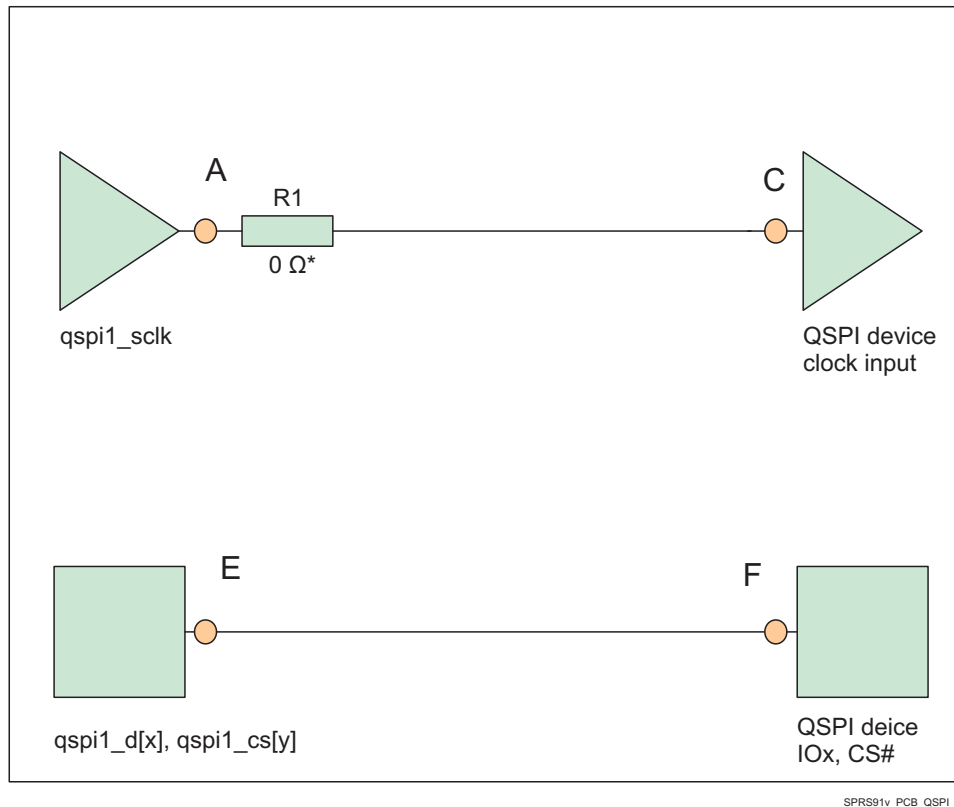 A
R1
C
0 Ω*
qspi1_sclk
QSPI device
clock input
E
F
qspi1_d[x], qspi1_cs[y]
QSPI deice
IOx, CS#
SPRS91v_PCB_QSPI